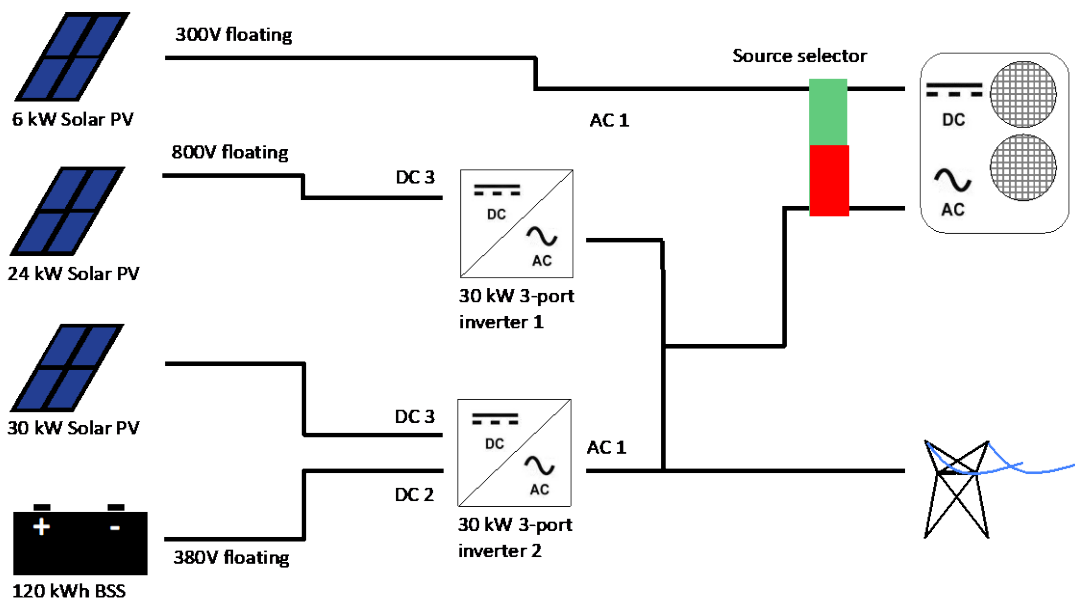 300V floating
Source selector
6 kW Solar PV
AC 1
DC
800V floating
DC 3
DC
AC
AC
24 kW Solar PV
30 kW 3-port
inverter 1
30 kW Solar PV
DC 3
DC
AC
AC 1
DC 2
+ -
380V floating
30 kW 3-port
inverter 2
120 kWh BSS